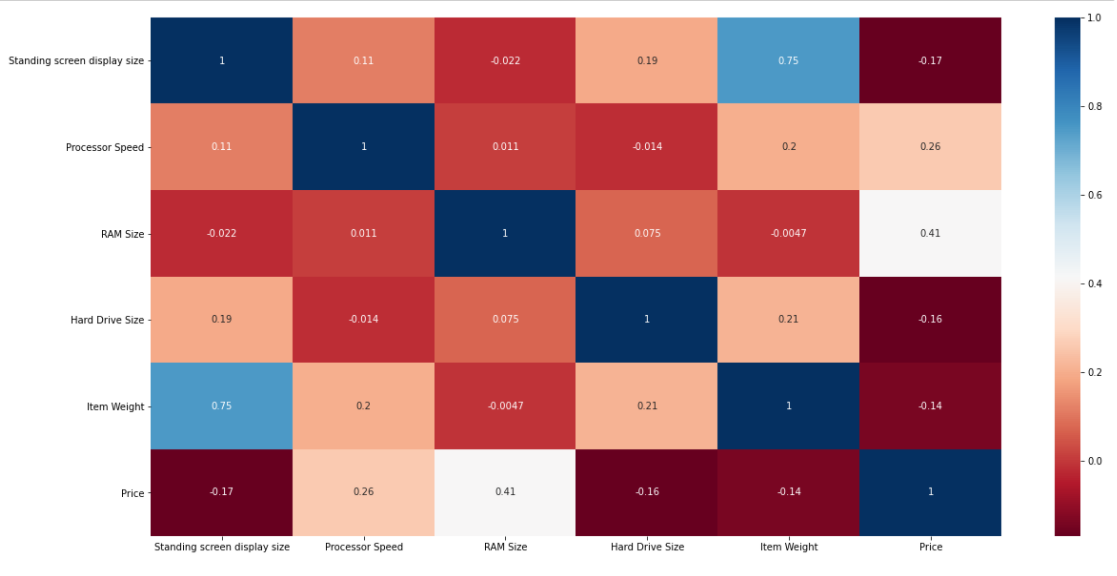 Standing screen display size 1 0.11 -0.022 0.19 0.75 -0.17
Processor Speed 0.11 1 0.011 -0.014 0.2 0.26
RAM Size -0.022 0.011 1 0.075 -0.0047 0.41
Hard Drive Size 0.19 -0.014 0.075 1 0.21 -0.16
Item Weight 0.75 0.2 -0.0047 0.21 1 -0.14
Price -0.17 0.26 0.41 -0.16 -0.14 1
Standing screen display size Processor Speed RAM Size Hard Drive Size Item Weight Price
1.0
0.8
0.6
0.4
0.2
0.0